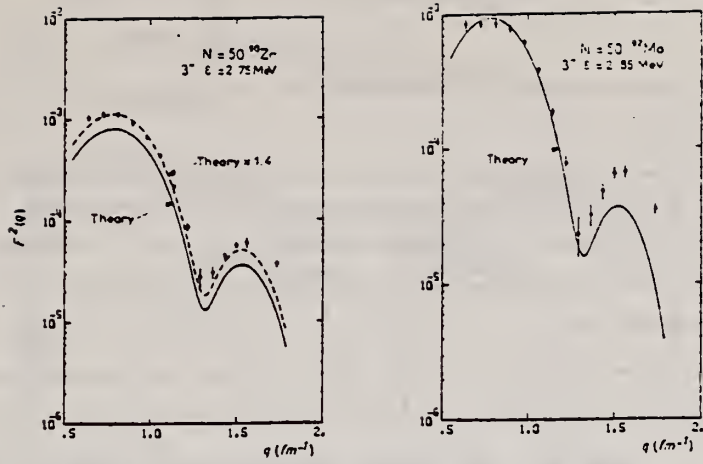 10⁻²
10⁻³
10⁻⁴
10⁻⁵
10⁻⁶
F²(q)
N = 50 ⁹⁰Zr
3⁻ ε = 2.75 MeV
Theory × 1.4
Theory
.5
1.0
1.5
2.
q (fm⁻¹)
10⁻³
10⁻⁴
10⁻⁵
10⁻⁶
N = 50 ⁹²Mo
3⁻ ε = 2.85 MeV
Theory
.5
1.0
1.5
2.
q (fm⁻¹)